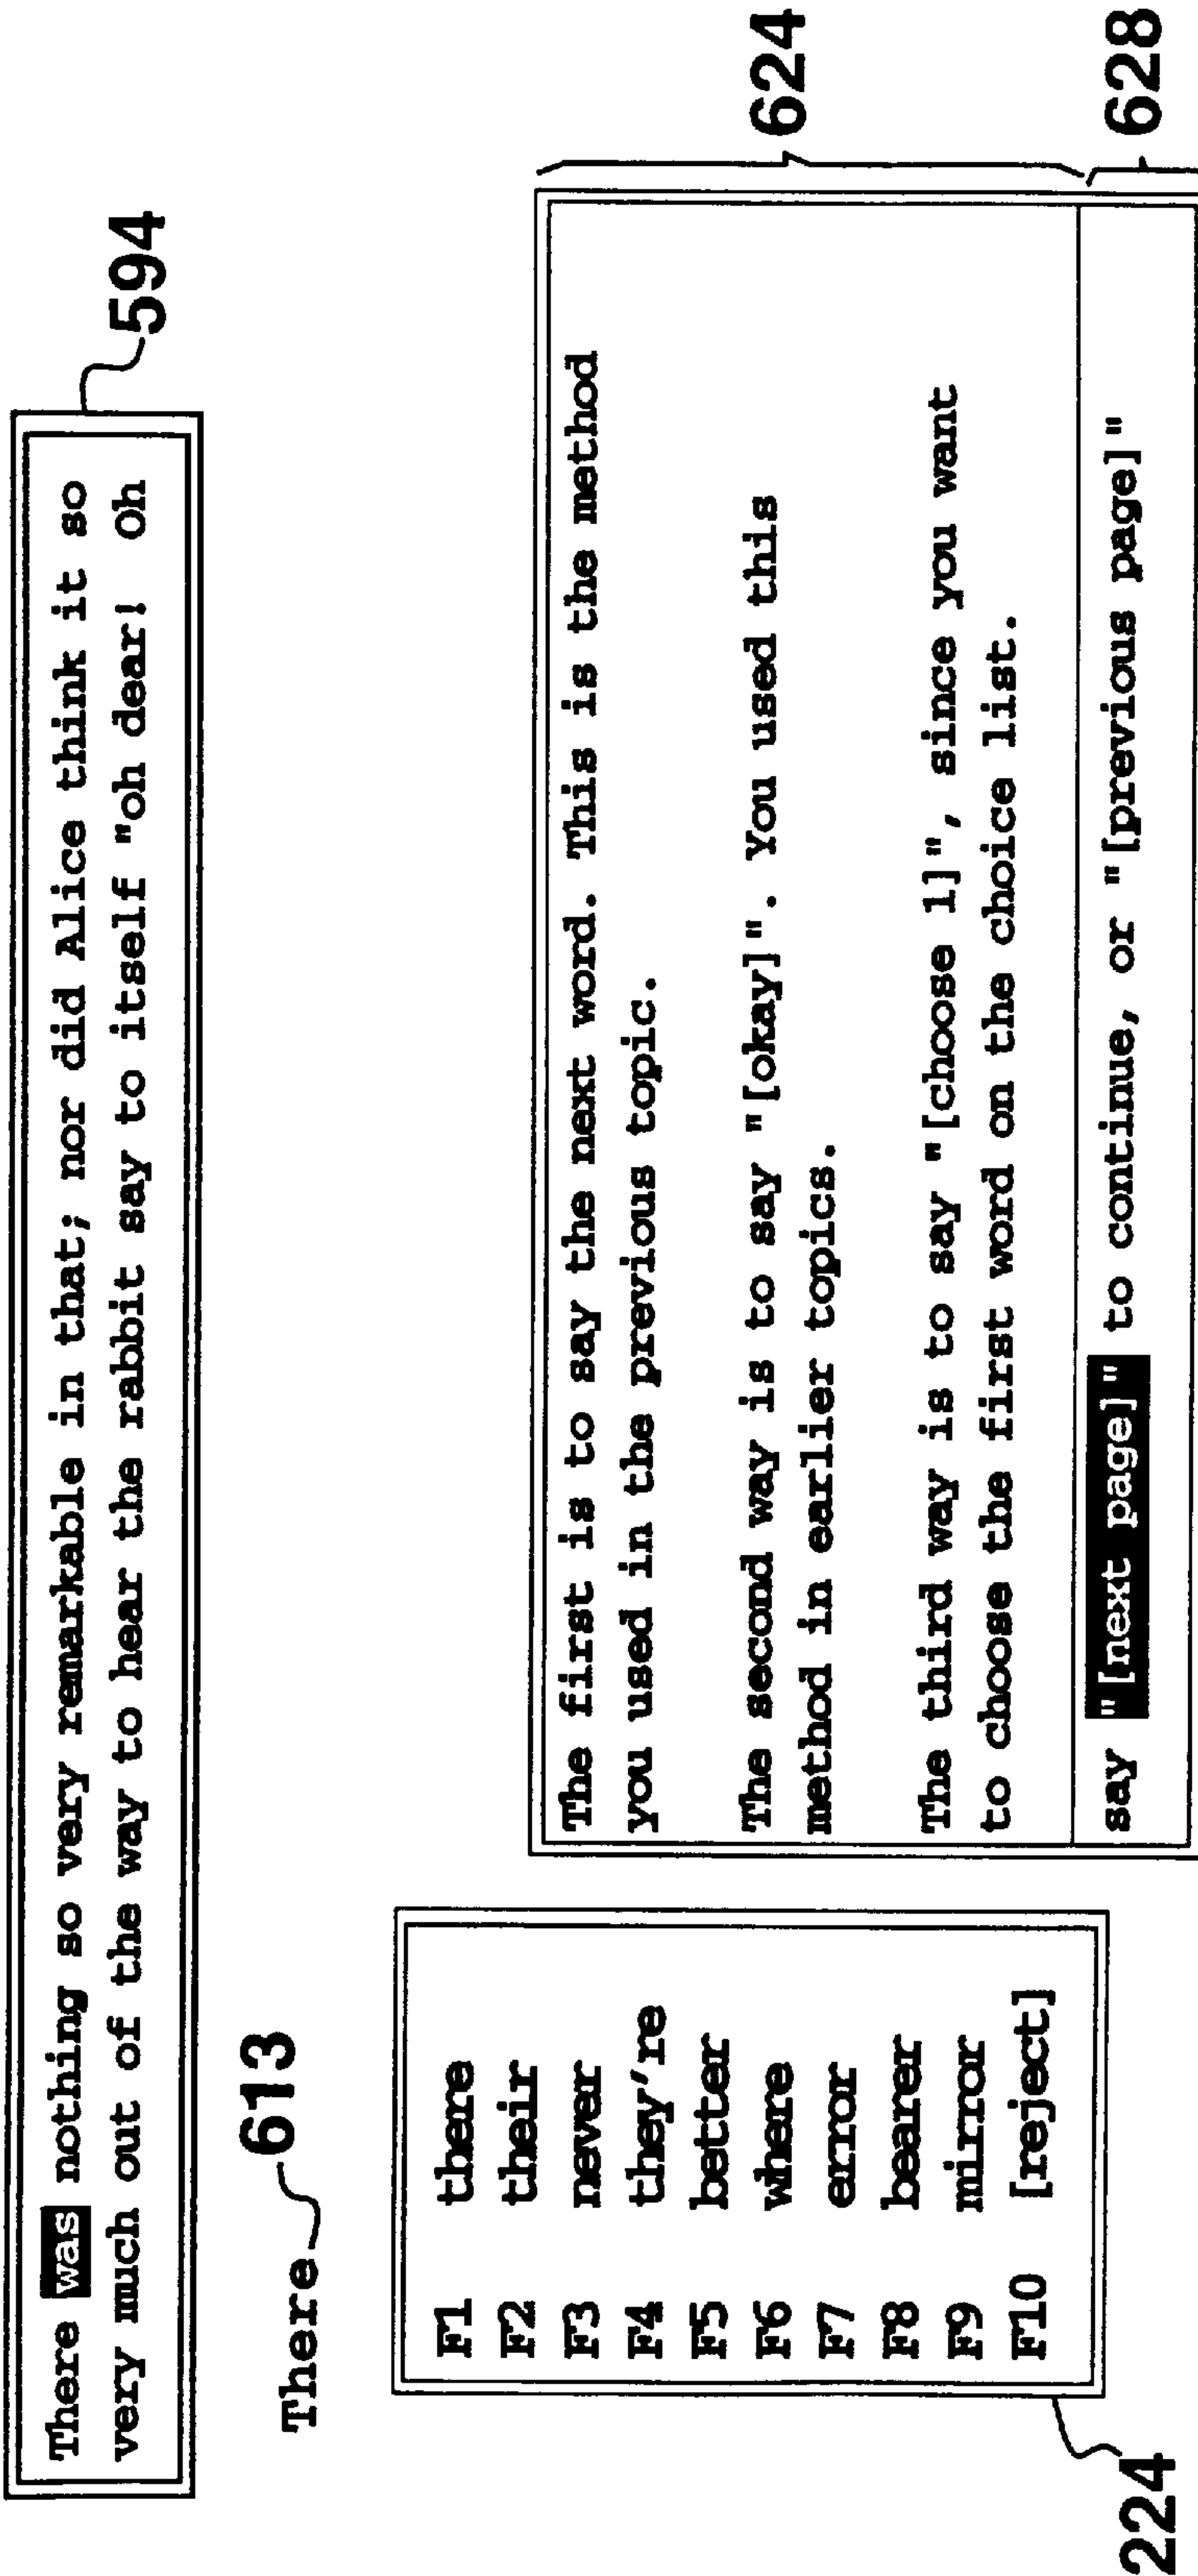 There was nothing so very remarkable in that; nor did Alice think it so
very much out of the way to hear the rabbit say to itself "oh dear! Oh
594
There 613
F1 there
F2 their
F3 never
F4 they're
F5 better
F6 where
F7 error
F8 bearer
F9 mirror
F10 [reject]
224
The first is to say the next word. This is the method
you used in the previous topic.
The second way is to say "[okay]". You used this
method in earlier topics.
The third way is to say "[choose 1]", since you want
to choose the first word on the choice list.
624
say "[next page]" to continue, or "[previous page]"
628